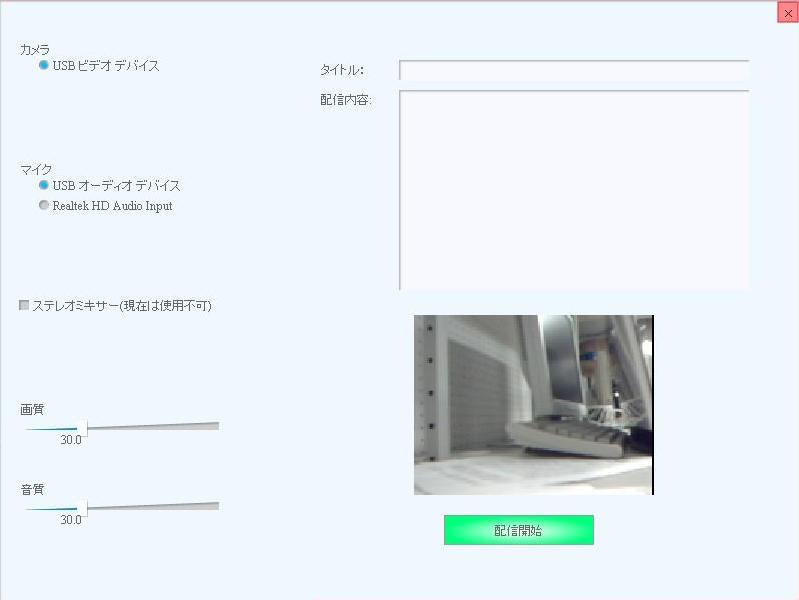 カメラ
USB ビデオ デバイス
タイトル:
配信内容:
マイク
USB オーディオ デバイス
Realtek HD Audio Input
ステレオミキサー(現在は使用不可)
画質
30.0
音質
30.0
配信開始